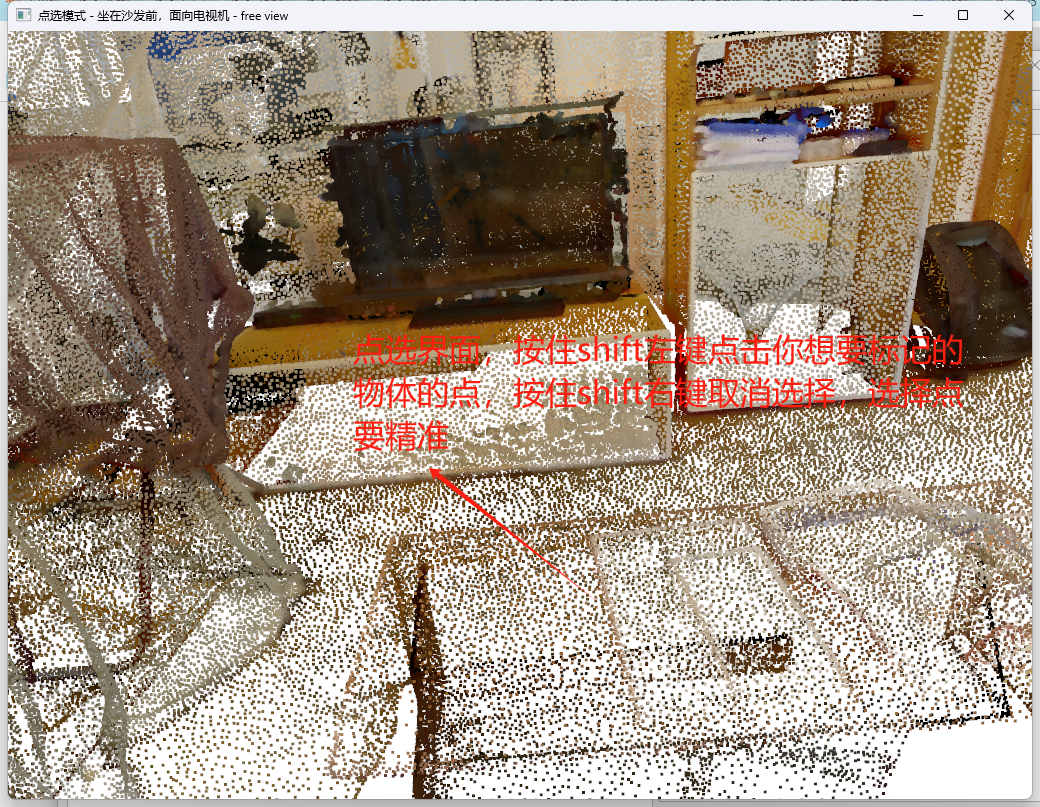 点选模式 - 坐在沙发前，面向电视机 - free view
点选界面，按住shift左键点击你想要标记的
物体的点，按住shift右键取消选择，选择点
要精准